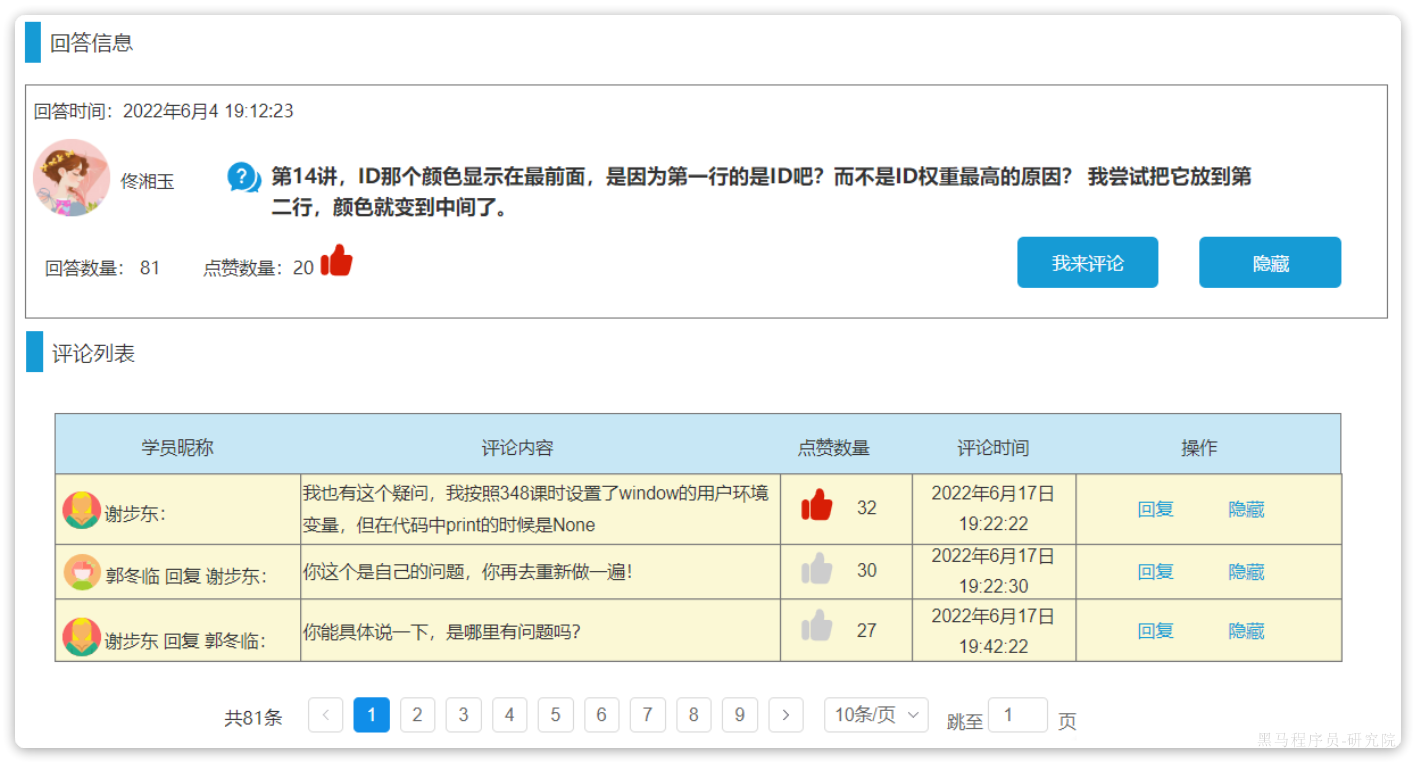 回答信息
回答时间：2022年6月4 19:12:23
佟湘玉
第14讲，ID那个颜色显示在最前面，是因为第一行的是ID吧？而不是ID权重最高的原因？ 我尝试把它放到第
二行，颜色就变到中间了。
回答数量： 81 点赞数量：20
我来评论 隐藏
评论列表
学员昵称 评论内容 点赞数量 评论时间 操作
谢步东：
我也有这个疑问，我按照348课时设置了window的用户环境
变量，但在代码中print的时候是None
32
2022年6月17日
19:22:22
回复 隐藏
郭冬临 回复 谢步东：
你这个是自己的问题，你再去重新做一遍！
30
2022年6月17日
19:22:30
回复 隐藏
谢步东 回复 郭冬临：
你能具体说一下，是哪里有问题吗？
27
2022年6月17日
19:42:22
回复 隐藏
共81条 < 1 2 3 4 5 6 7 8 9 > 10条/页 跳至 1 页
黑马程序员-研究院